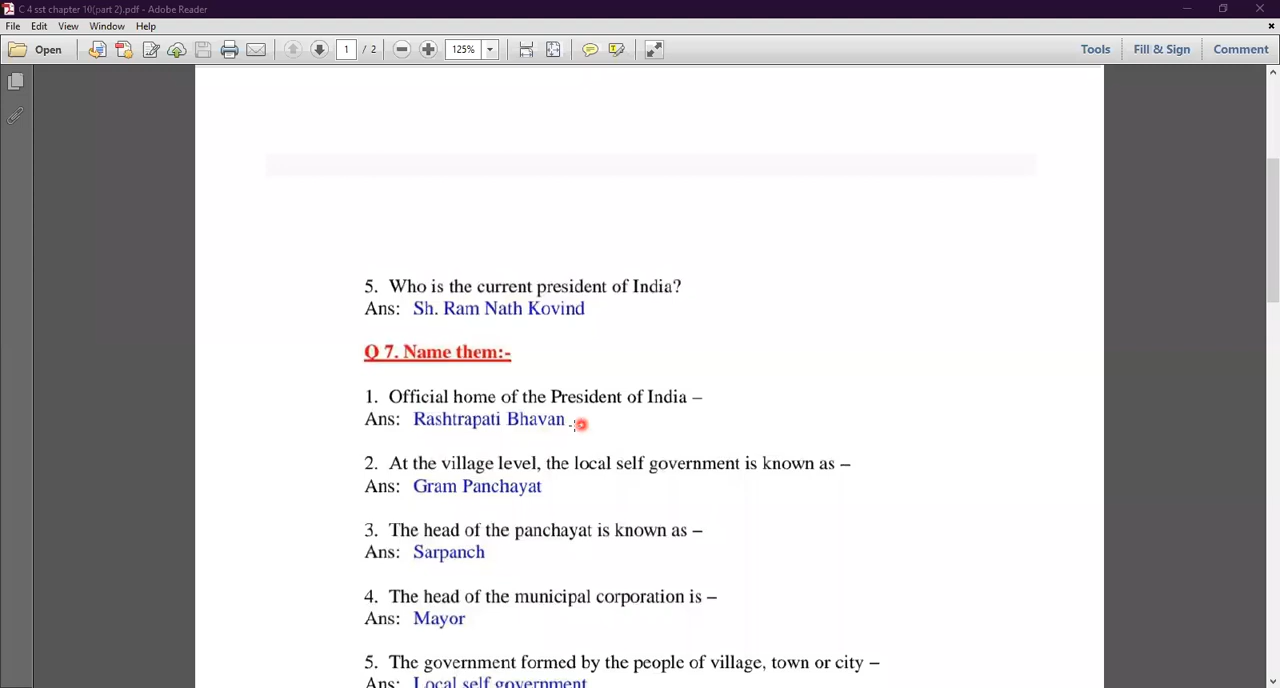 C 4 sst chapter 10(part 2).pdf - Adobe Reader
File Edit View Window Help
Open 1 / 2 125% Tools Fill & Sign Comment
5. Who is the current president of India?
Ans: Sh. Ram Nath Kovind
Q 7. Name them:-
1. Official home of the President of India –
Ans: Rashtrapati Bhavan
2. At the village level, the local self government is known as –
Ans: Gram Panchayat
3. The head of the panchayat is known as –
Ans: Sarpanch
4. The head of the municipal corporation is –
Ans: Mayor
5. The government formed by the people of village, town or city –
Ans: Local self government